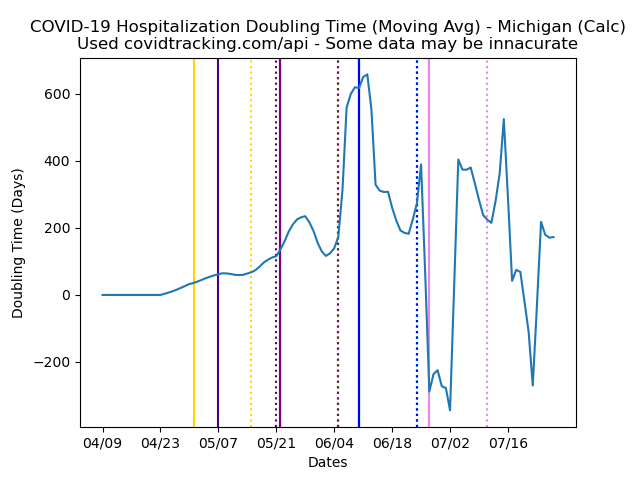 COVID-19 Hospitalization Doubling Time (Moving Avg) - Michigan (Calc)
Used covidtracking.com/api - Some data may be innacurate
Doubling Time (Days)
600
400
200
0
−200
04/09 04/23 05/07 05/21 06/04 06/18 07/02 07/16
Dates